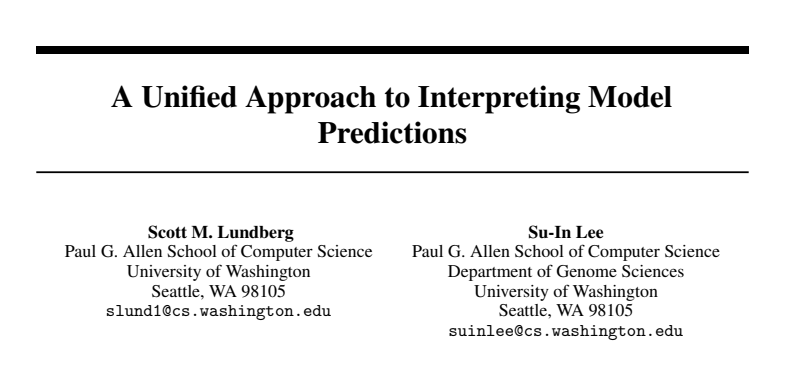 A Unified Approach to Interpreting Model
Predictions
Scott M. Lundberg
Paul G. Allen School of Computer Science
University of Washington
Seattle, WA 98105
slund1@cs.washington.edu
Su-In Lee
Paul G. Allen School of Computer Science
Department of Genome Sciences
University of Washington
Seattle, WA 98105
suinlee@cs.washington.edu